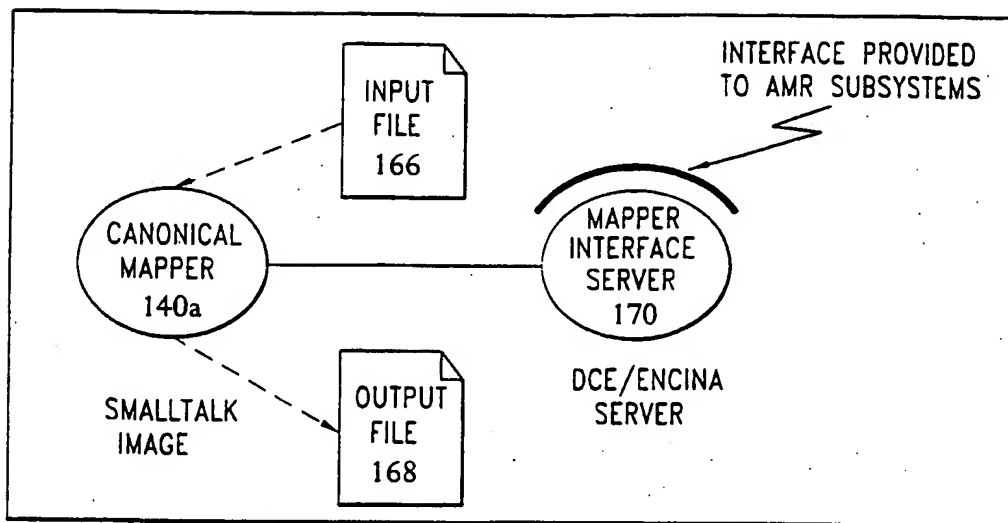 INPUT
FILE
166
INTERFACE PROVIDED
TO AMR SUBSYSTEMS
CANONICAL
MAPPER
140a
MAPPER
INTERFACE
SERVER
170
SMALLTALK
IMAGE
OUTPUT
FILE
168
DCE/ENCINA
SERVER